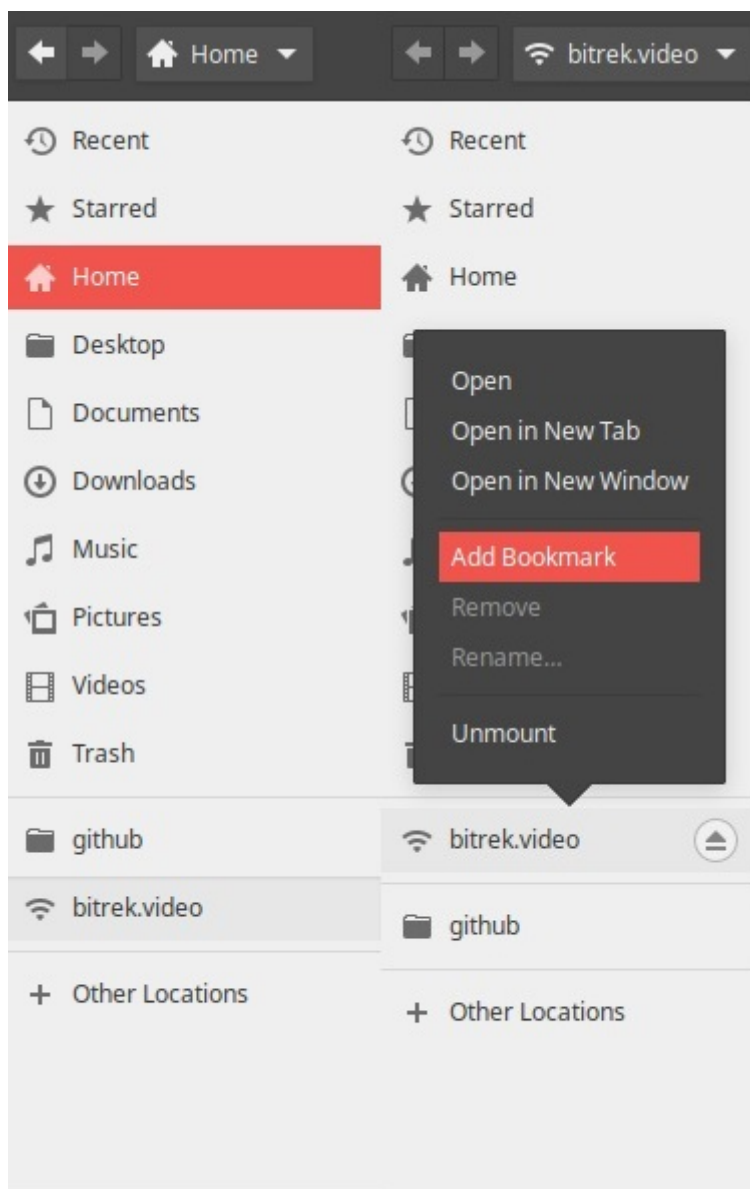 Home
Recent
Starred
Home
Desktop
Documents
Downloads
Music
Pictures
Videos
Trash
github
bitrek.video
Other Locations
bitrek.video
Recent
Starred
Home
Open
Open in New Tab
Open in New Window
Add Bookmark
Remove
Rename...
Unmount
bitrek.video
github
Other Locations